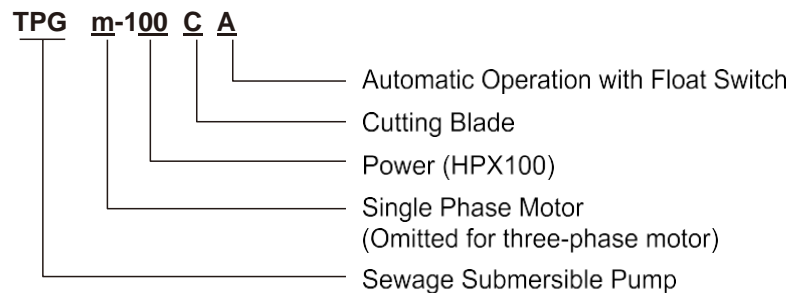 TPG m-100 C A
Automatic Operation with Float Switch
Cutting Blade
Power (HPX100)
Single Phase Motor
(Omitted for three-phase motor)
Sewage Submersible Pump